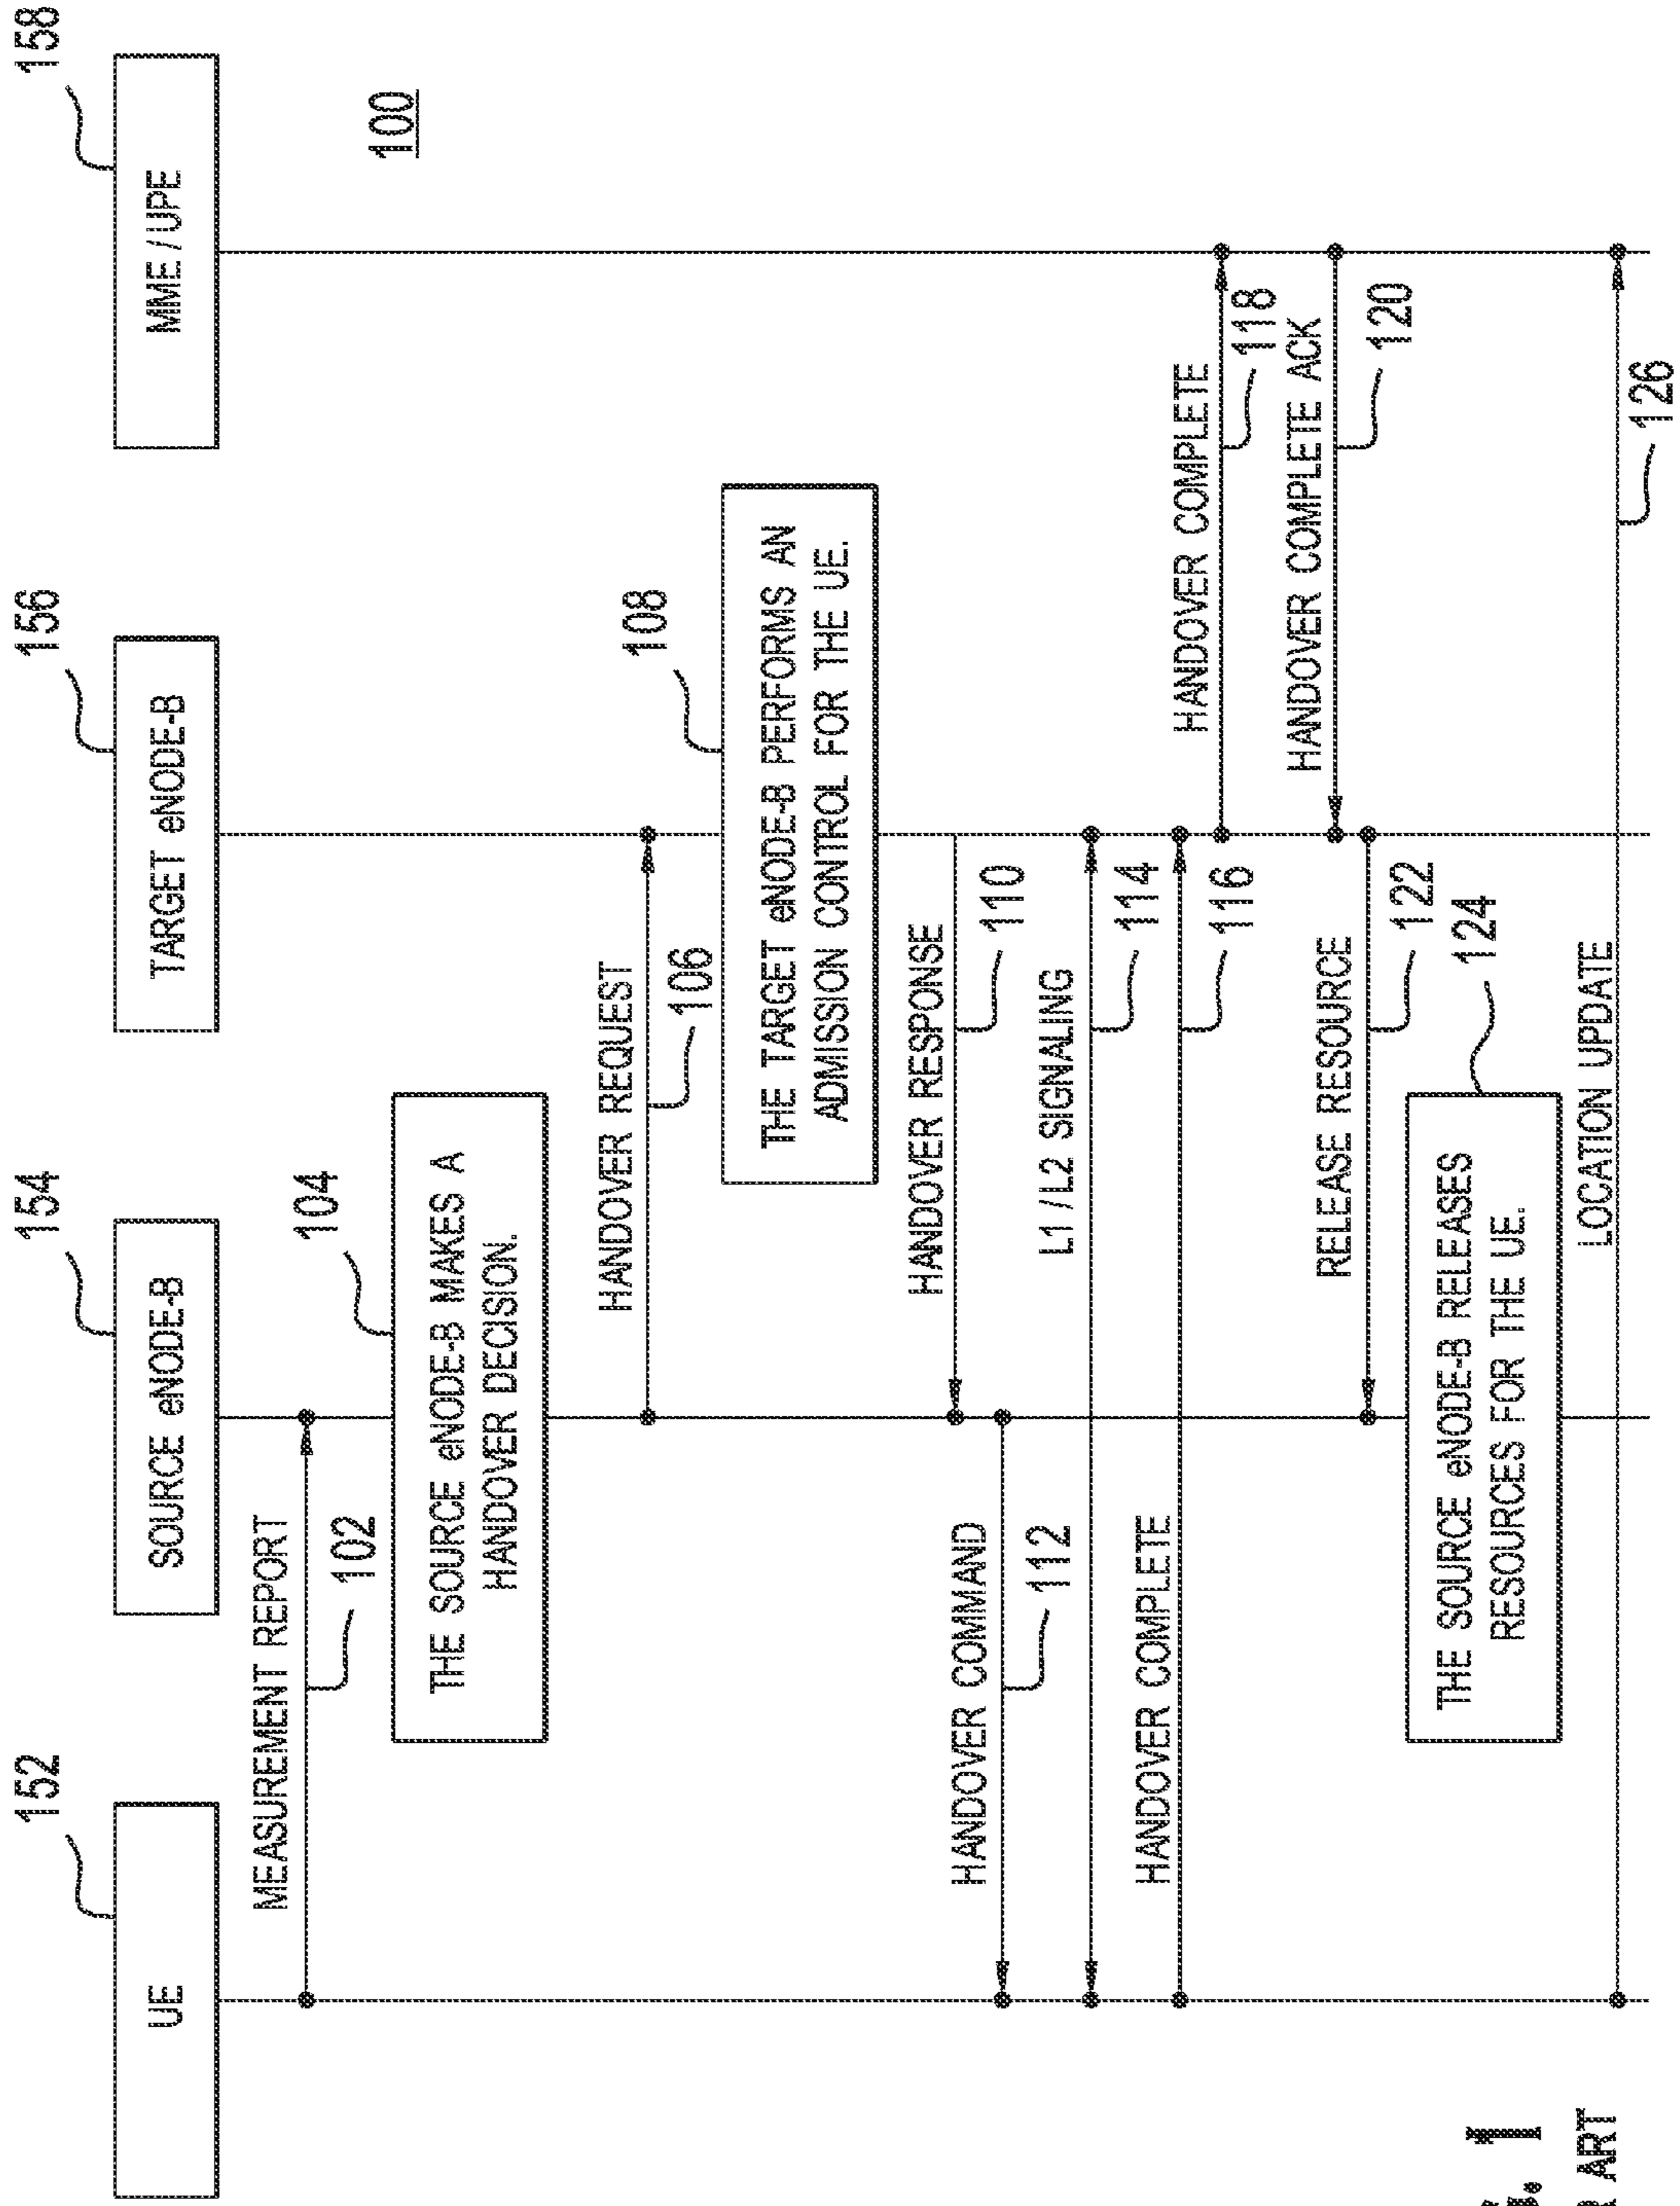 152
154
156
158
UE
SOURCE eNODE-B
TARGET eNODE-B
MME / UPE
100
MEASUREMENT REPORT
102
104
THE SOURCE eNODE-B MAKES A
HANDOVER DECISION.
HANDOVER REQUEST
106
108
THE TARGET eNODE-B PERFORMS AN
ADMISSION CONTROL FOR THE UE.
HANDOVER RESPONSE
110
HANDOVER COMMAND
112
L1 / L2 SIGNALING
114
HANDOVER COMPLETE
116
HANDOVER COMPLETE
118
HANDOVER COMPLETE ACK
120
RELEASE RESOURCE
122
124
THE SOURCE eNODE-B RELEASES
RESOURCES FOR THE UE.
LOCATION UPDATE
126
1
ART